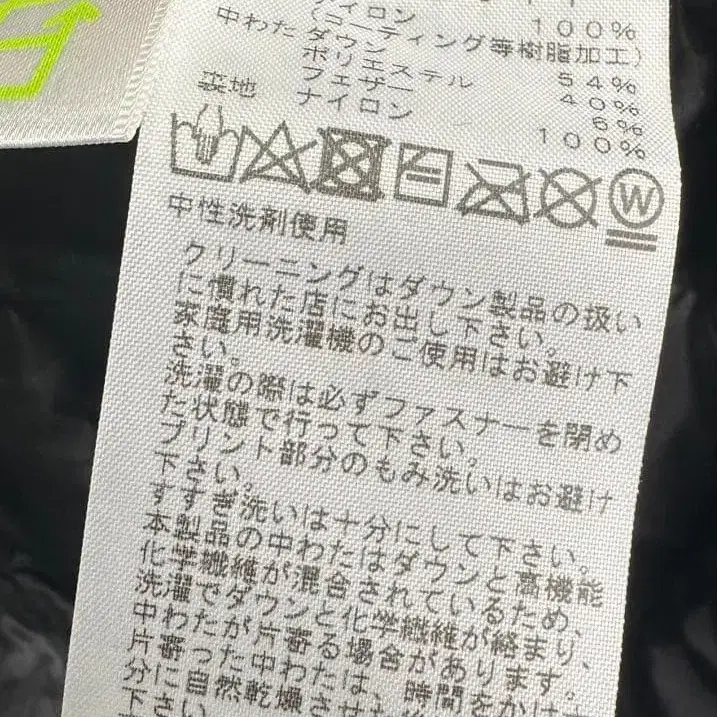 ナイロン 100%
(コーティング等樹脂加工)
中わた ダウン 54%
ポリエステル 40%
フェザー 6%
裏地 ナイロン 100%
W
中性洗剤使用
クリーニングはダウン製品の扱い
に慣れた店にお出し下さい。
家庭用洗濯機のご使用はお避け下
さい。
洗濯の際は必ずファスナーを閉め
た状態で行って下さい。
プリント部分のもみ洗いはお避け
下さい。
すすぎ洗いは十分にして下さい。
本製品の中わたはダウンと高機能
化学繊維が混合されているため、
洗濯でダウンと化学繊維が絡まり、
中わたが片寄る場合があります。
片寄った中わたは、時間をかけ
分に自然乾燥させ
下さ